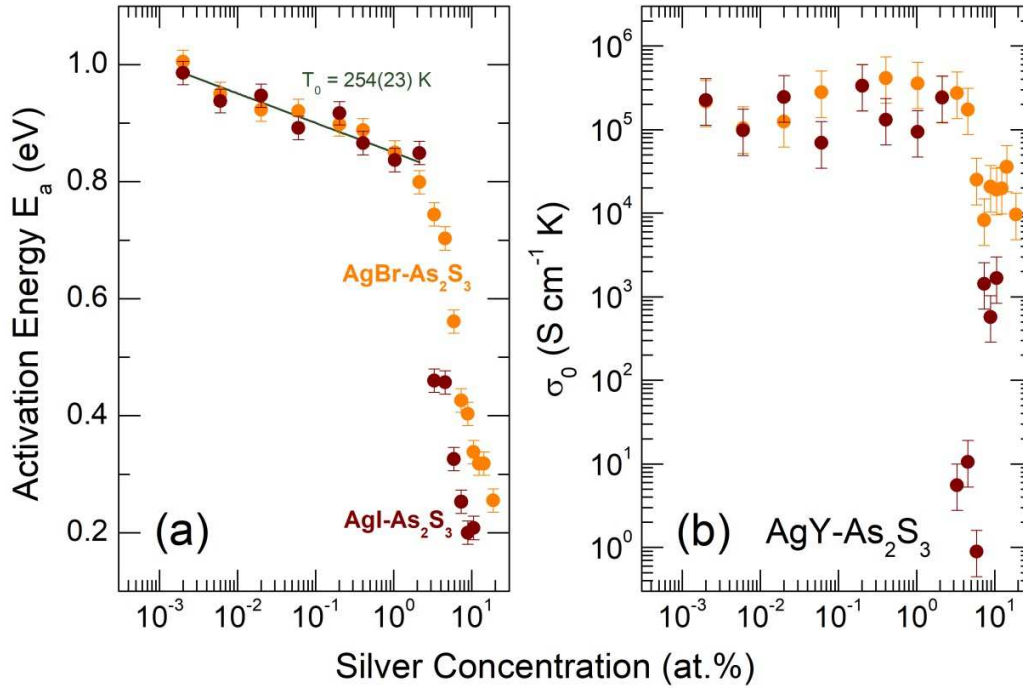 Activation Energy Eₐ (eV)
1.0
0.8
0.6
0.4
0.2
T₀ = 254(23) K
AgBr-As₂S₃
AgI-As₂S₃
(a)
10⁻³ 10⁻² 10⁻¹ 10⁰ 10¹
σ₀ (S cm⁻¹ K)
10⁶
10⁵
10⁴
10³
10²
10¹
10⁰
(b) AgY-As₂S₃
10⁻³ 10⁻² 10⁻¹ 10⁰ 10¹
Silver Concentration (at.%)